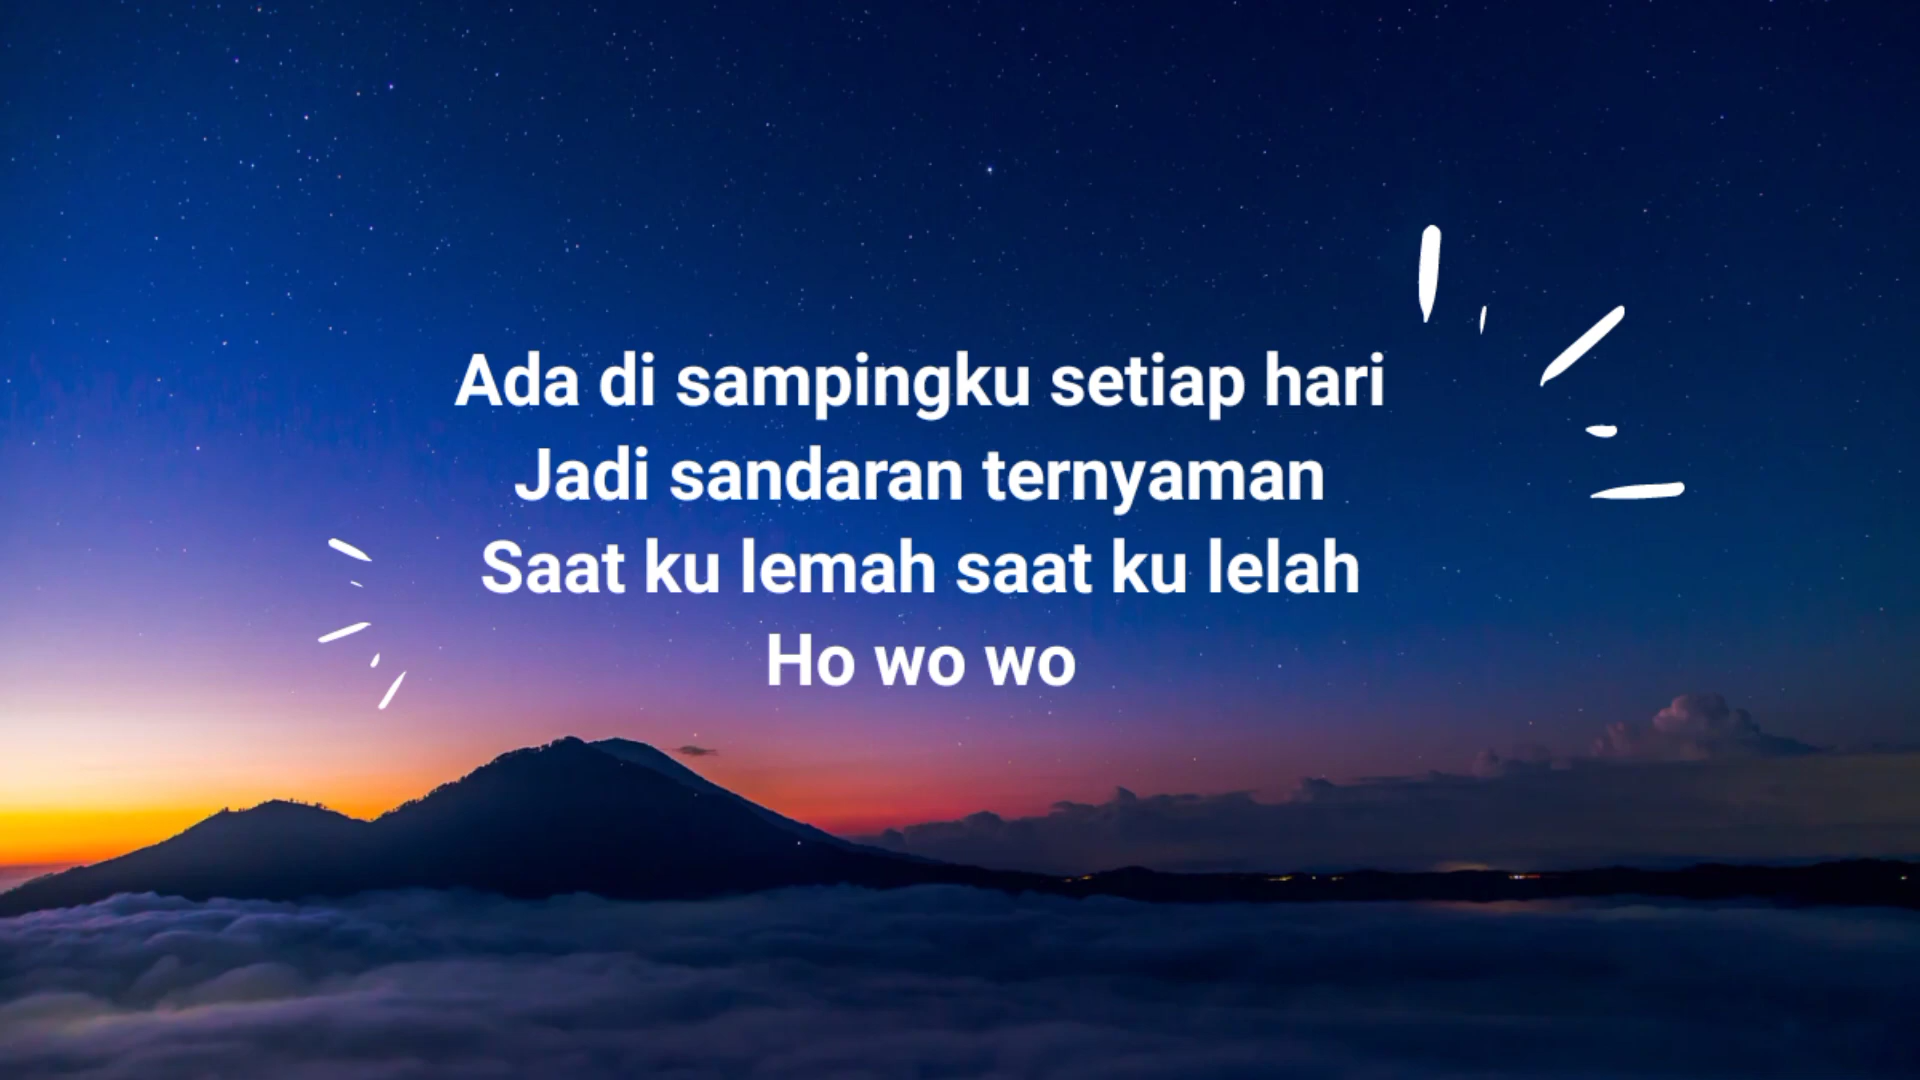 Ada di sampingku setiap hari
Jadi sandaran ternyaman
Saat ku lemah saat ku lelah
Ho wo wo